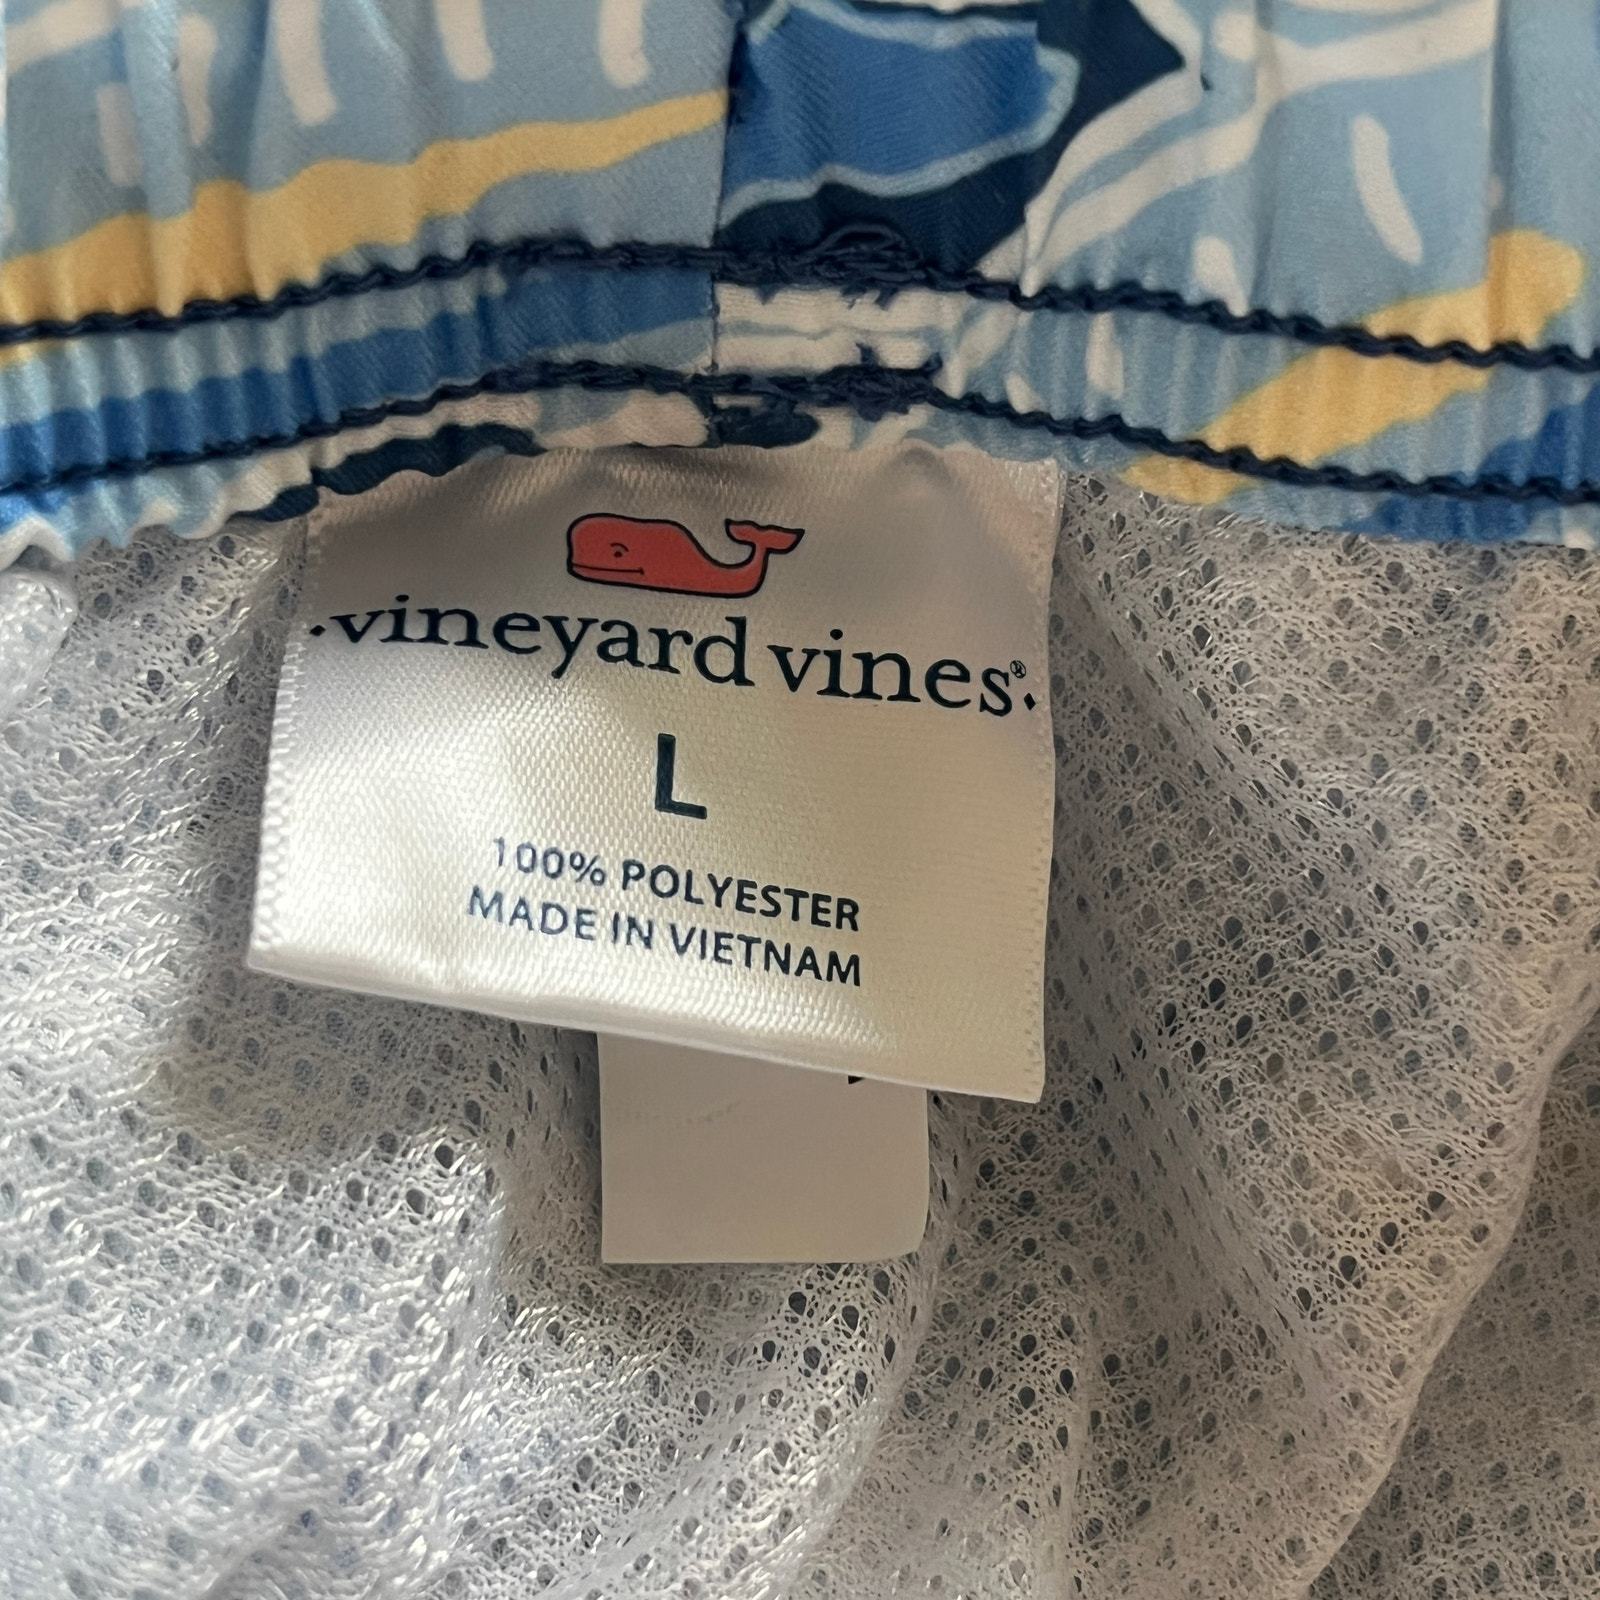 vineyard vines®
L
100% POLYESTER
MADE IN VIETNAM